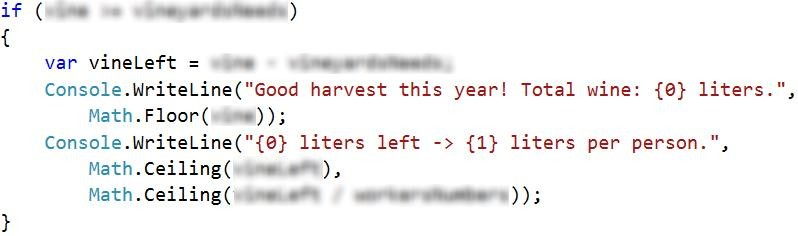 if (              )
{
    var vineLeft =
    Console.WriteLine("Good harvest this year! Total wine: {0} liters.",
        Math.Floor(    ));
    Console.WriteLine("{0} liters left -> {1} liters per person.",
        Math.Ceiling(        ),
        Math.Ceiling(                        ));
}